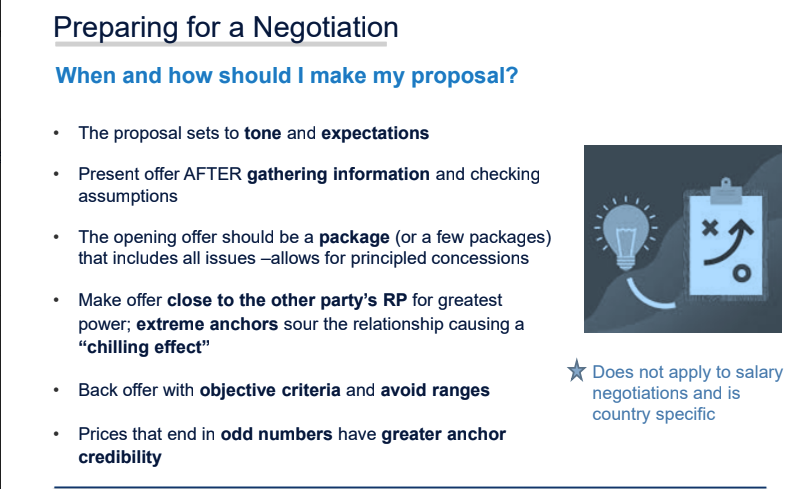 Preparing for a Negotiation
When and how should I make my proposal?
• The proposal sets to tone and expectations
• Present offer AFTER gathering information and checking
assumptions
• The opening offer should be a package (or a few packages)
that includes all issues –allows for principled concessions
• Make offer close to the other party's RP for greatest
power; extreme anchors sour the relationship causing a
"chilling effect"
• Back offer with objective criteria and avoid ranges
• Prices that end in odd numbers have greater anchor
credibility
Does not apply to salary
negotiations and is
country specific